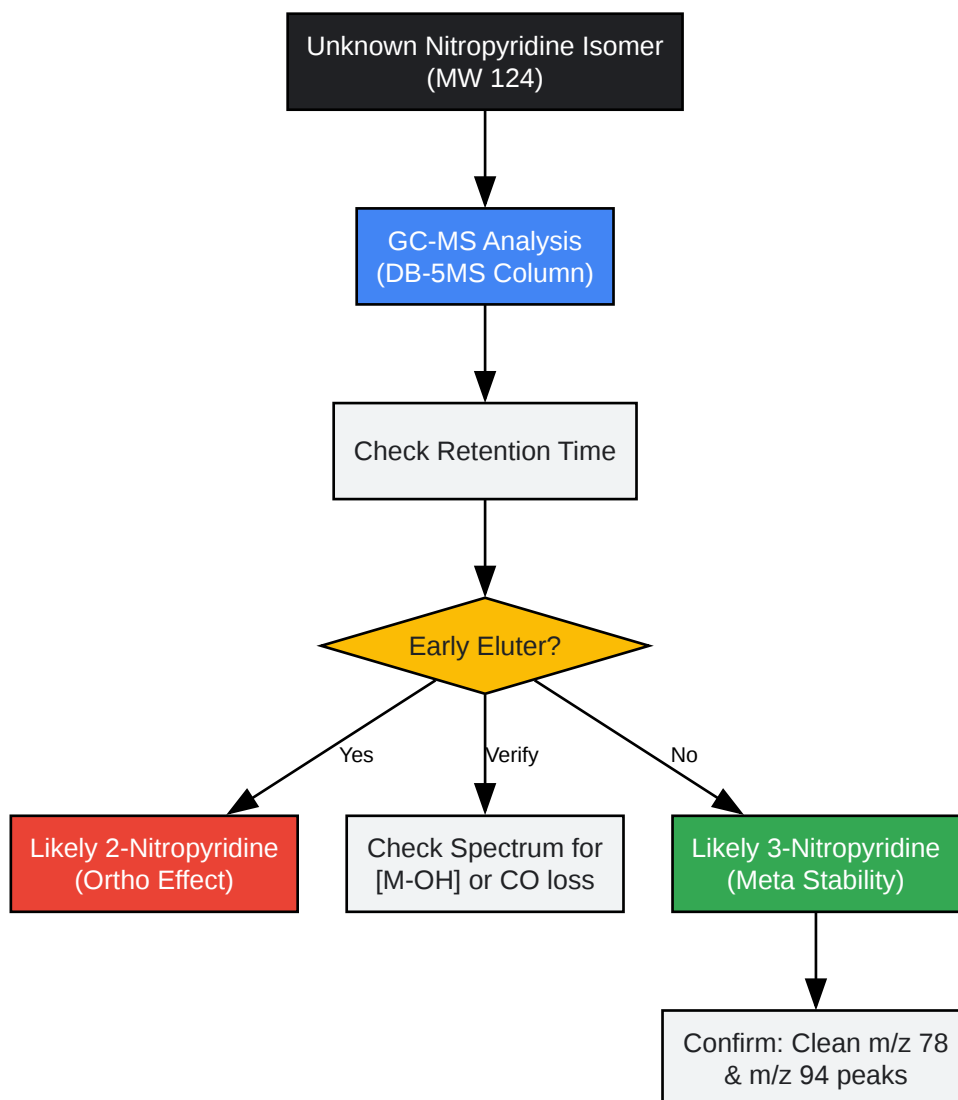 Unknown Nitropyridine Isomer
(MW 124)
GC-MS Analysis
(DB-5MS Column)
Check Retention Time
Early Eluter?
Yes
Verify
No
Likely 2-Nitropyridine
(Ortho Effect)
Check Spectrum for
[M-OH] or CO loss
Likely 3-Nitropyridine
(Meta Stability)
Confirm: Clean m/z 78
& m/z 94 peaks